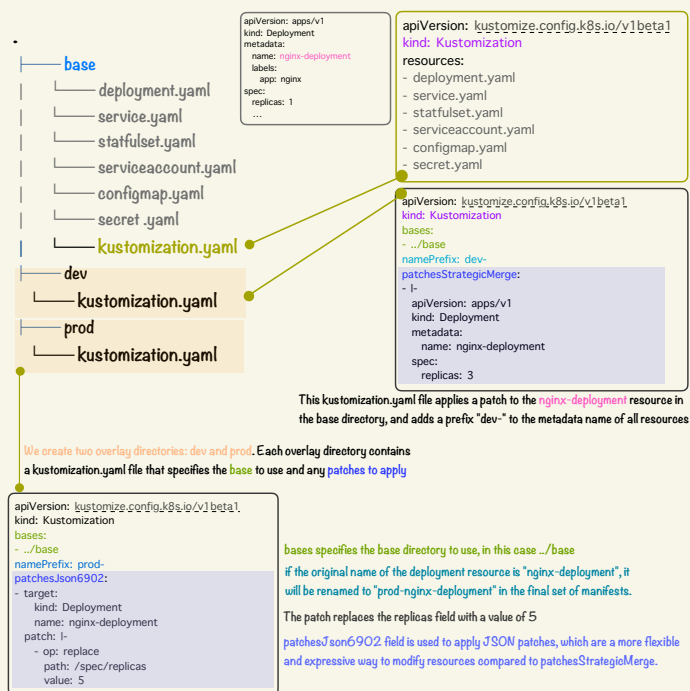 .
base
deployment.yaml
service.yaml
statfulset.yaml
serviceaccount.yaml
configmap.yaml
secret .yaml
kustomization.yaml
dev
kustomization.yaml
prod
kustomization.yaml
apiVersion: apps/v1
kind: Deployment
metadata:
name: nginx-deployment
labels:
app: nginx
spec:
replicas: 1
...
apiVersion: kustomize.config.k8s.io/v1beta1
kind: Kustomization
resources:
- deployment.yaml
- service.yaml
- statfulset.yaml
- serviceaccount.yaml
- configmap.yaml
- secret.yaml
apiVersion: kustomize.config.k8s.io/v1beta1
kind: Kustomization
bases:
- ../base
namePrefix: dev-
patchesStrategicMerge:
- |-
apiVersion: apps/v1
kind: Deployment
metadata:
name: nginx-deployment
spec:
replicas: 3
This kustomization.yaml file applies a patch to the nginx-deployment resource in
the base directory, and adds a prefix "dev-" to the metadata name of all resources
We create two overlay directories: dev and prod. Each overlay directory contains
a kustomization.yaml file that specifies the base to use and any patches to apply
apiVersion: kustomize.config.k8s.io/v1beta1
kind: Kustomization
bases:
- ../base
namePrefix: prod-
patchesJson6902:
- target:
kind: Deployment
name: nginx-deployment
patch: |-
- op: replace
path: /spec/replicas
value: 5
bases specifies the base directory to use, in this case ../base
if the original name of the deployment resource is "nginx-deployment", it
will be renamed to "prod-nginx-deployment" in the final set of manifests.
The patch replaces the replicas field with a value of 5
patchesJson6902 field is used to apply JSON patches, which are a more flexible
and expressive way to modify resources compared to patchesStrategicMerge.